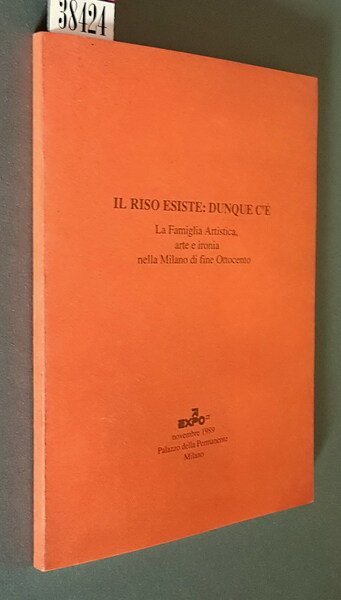 38424
IL RISO ESISTE: DUNQUE C'È
La Famiglia Artistica,
arte e ironia
nella Milano di fine Ottocento
EXPO
novembre 1989
Palazzo della Permanente
Milano